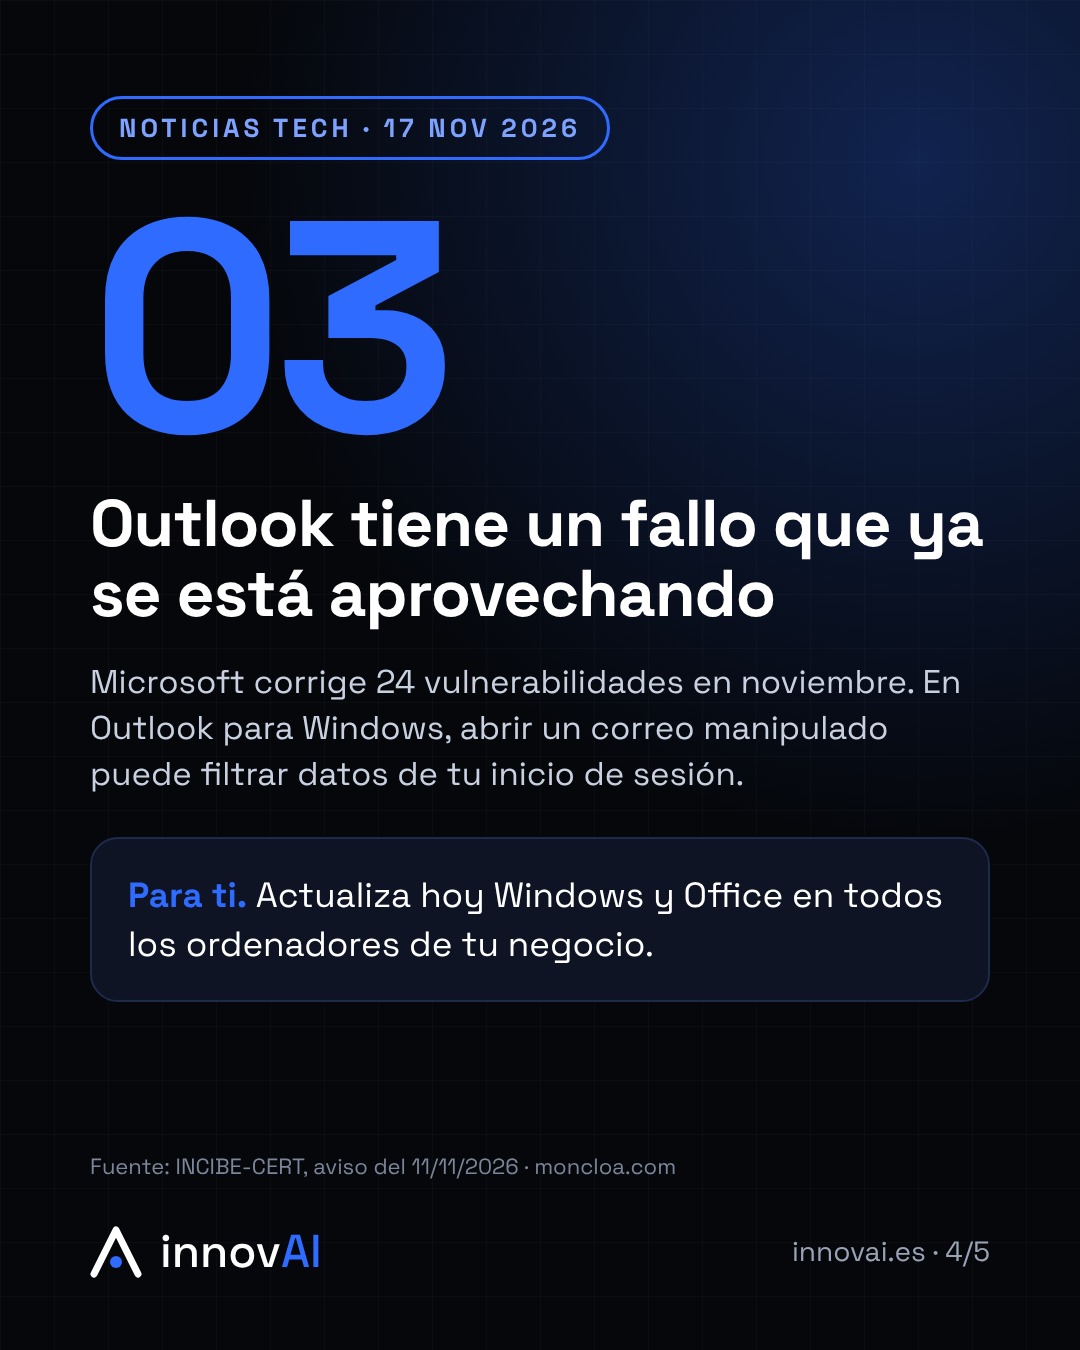 NOTICIAS TECH · 17 NOV 2026
03
Outlook tiene un fallo que ya
se está aprovechando
Microsoft corrige 24 vulnerabilidades en noviembre. En
Outlook para Windows, abrir un correo manipulado
puede filtrar datos de tu inicio de sesión.
Para ti. Actualiza hoy Windows y Office en todos
los ordenadores de tu negocio.
Fuente: INCIBE-CERT, aviso del 11/11/2026 · moncloa.com
innovAI
innovai.es · 4/5